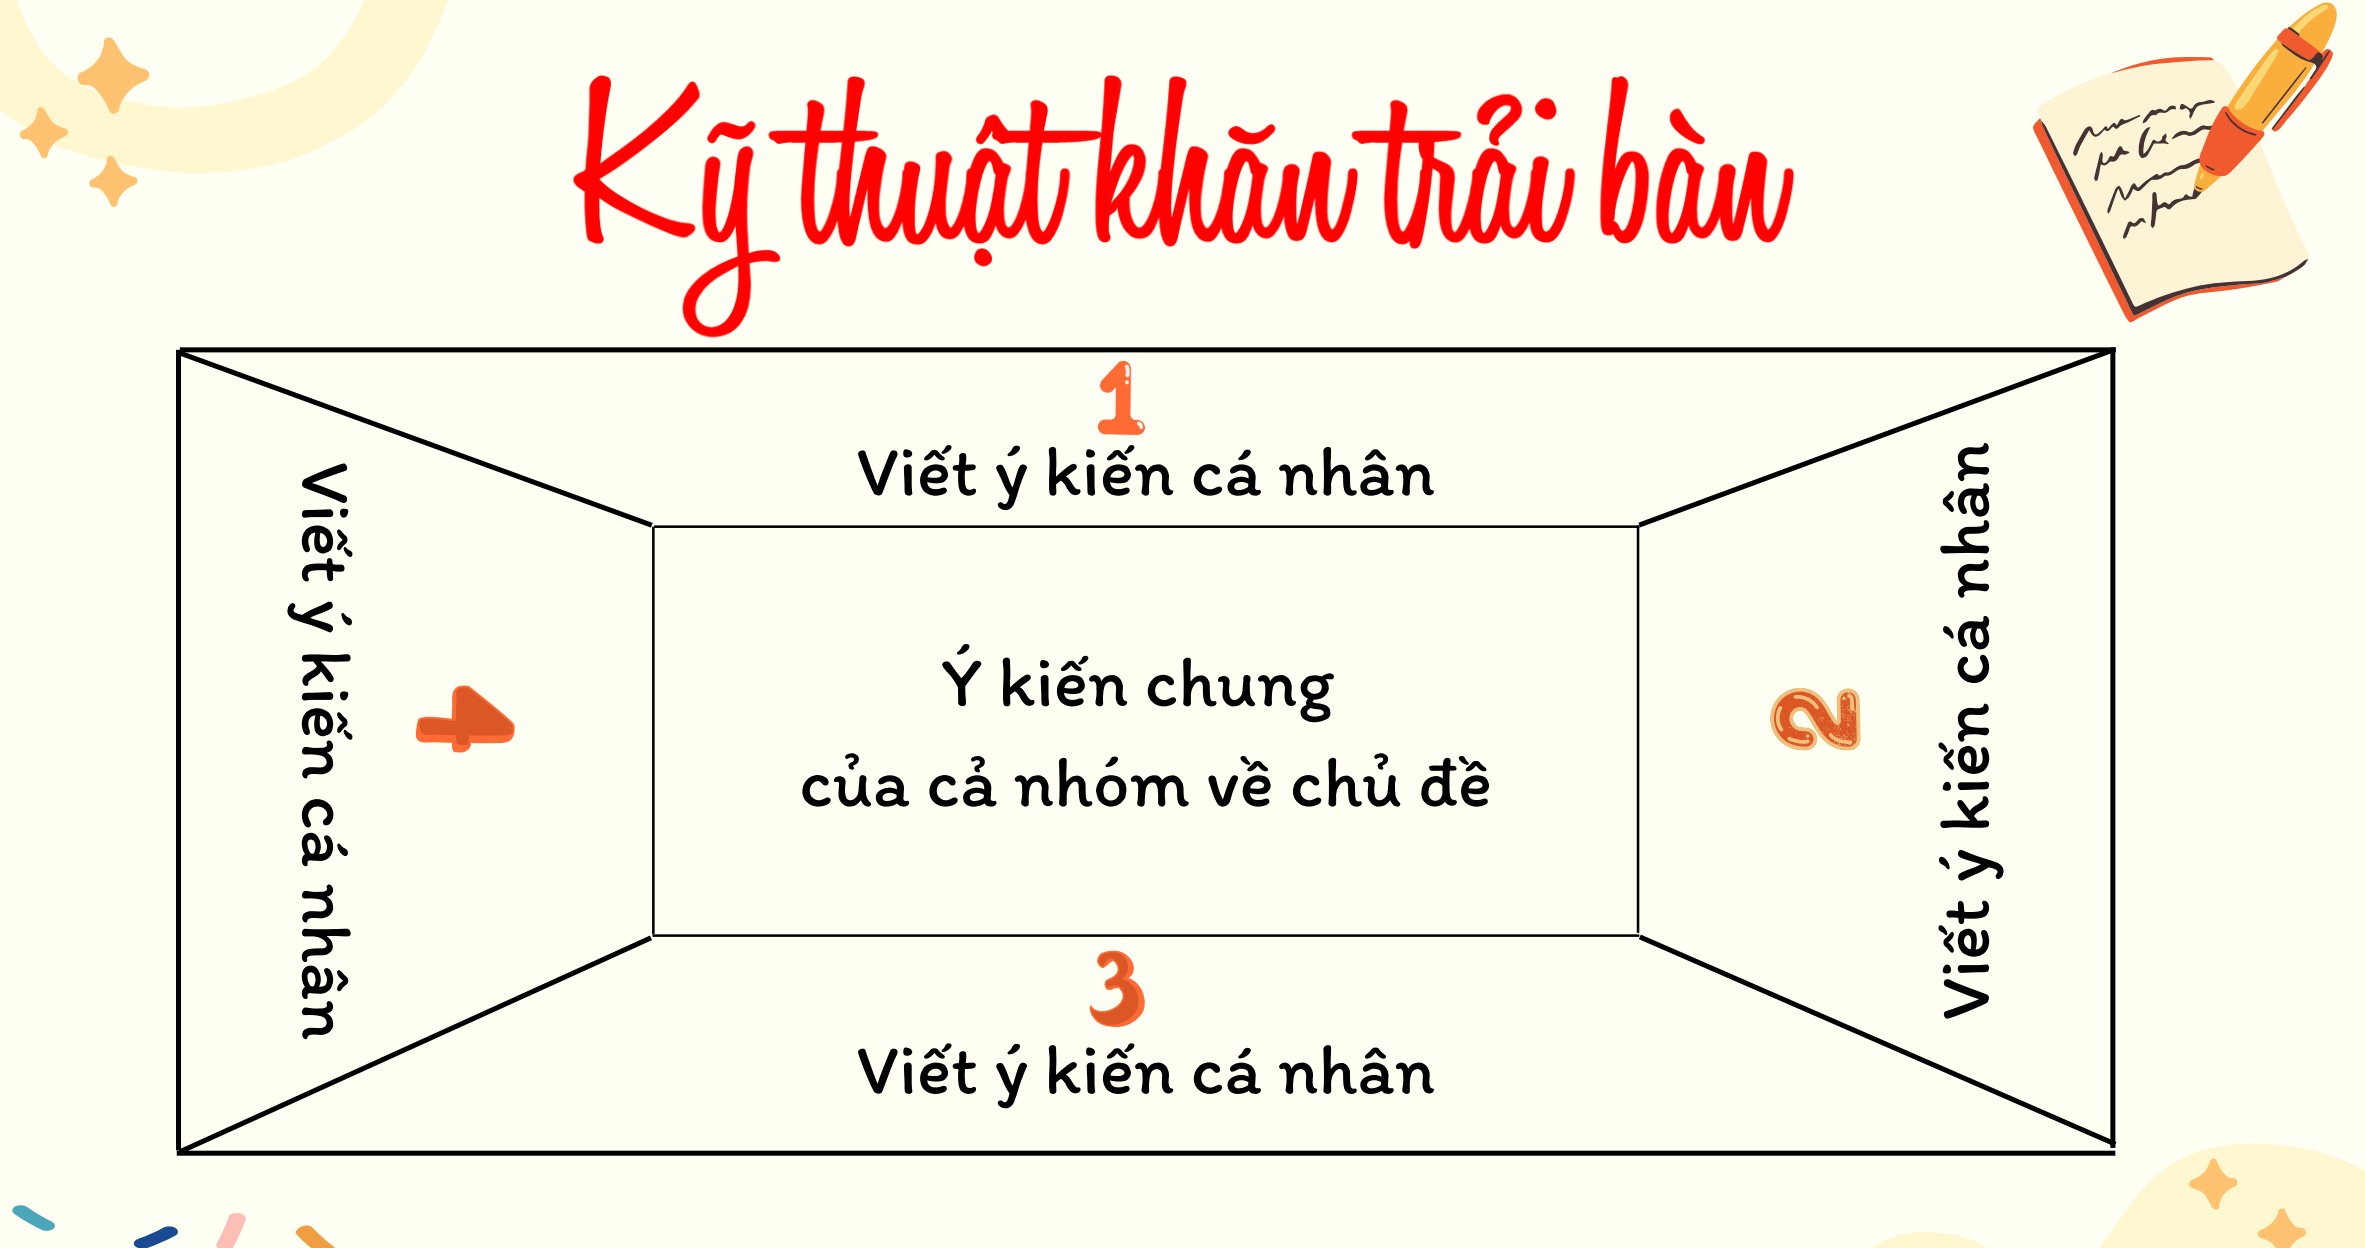 Kỹ thuật khăn trải bàn
1
Viết ý kiến cá nhân
Viết ý kiến cá nhân
4
Ý kiến chung
của cả nhóm về chủ đề
2
Viết ý kiến cá nhân
3
Viết ý kiến cá nhân